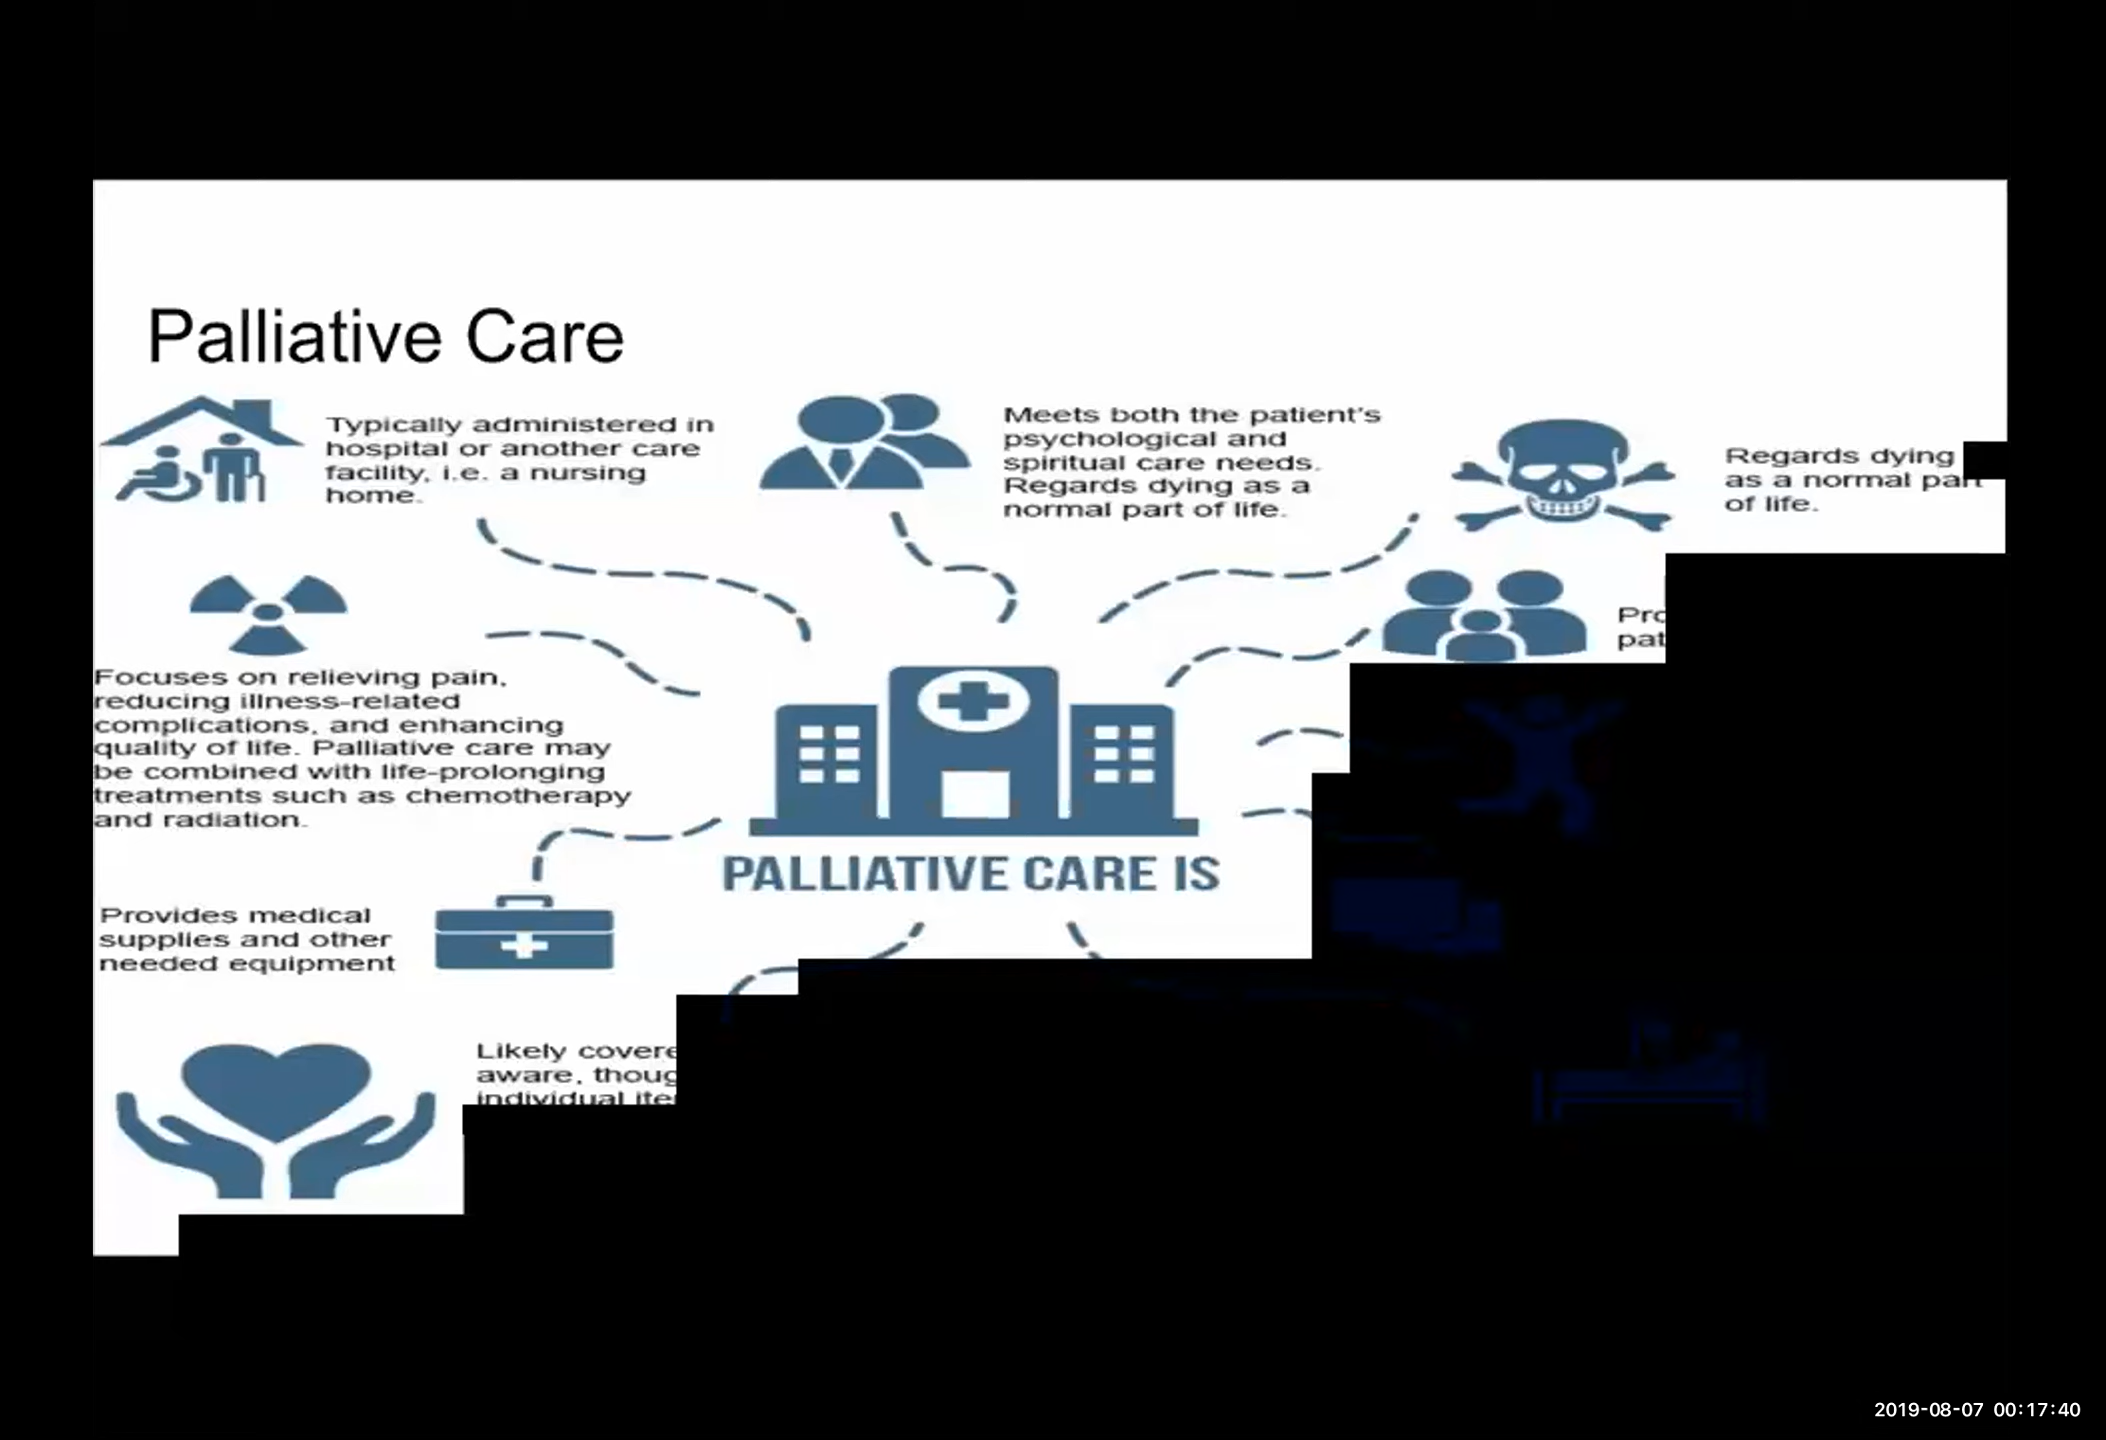 Palliative Care
Typically administered in
hospital or another care
facility, i.e. a nursing
home.
Meets both the patient's
psychological and
spiritual care needs.
Regards dying as a
normal part of life.
Regards dying
as a normal part
of life.
Focuses on relieving pain,
reducing illness-related
complications, and enhancing
quality of life. Palliative care may
be combined with life-prolonging
treatments such as chemotherapy
and radiation.
PALLIATIVE CARE IS
Provides medical
supplies and other
needed equipment
Likely
aware,
individual
2019-08-07 00:17:40